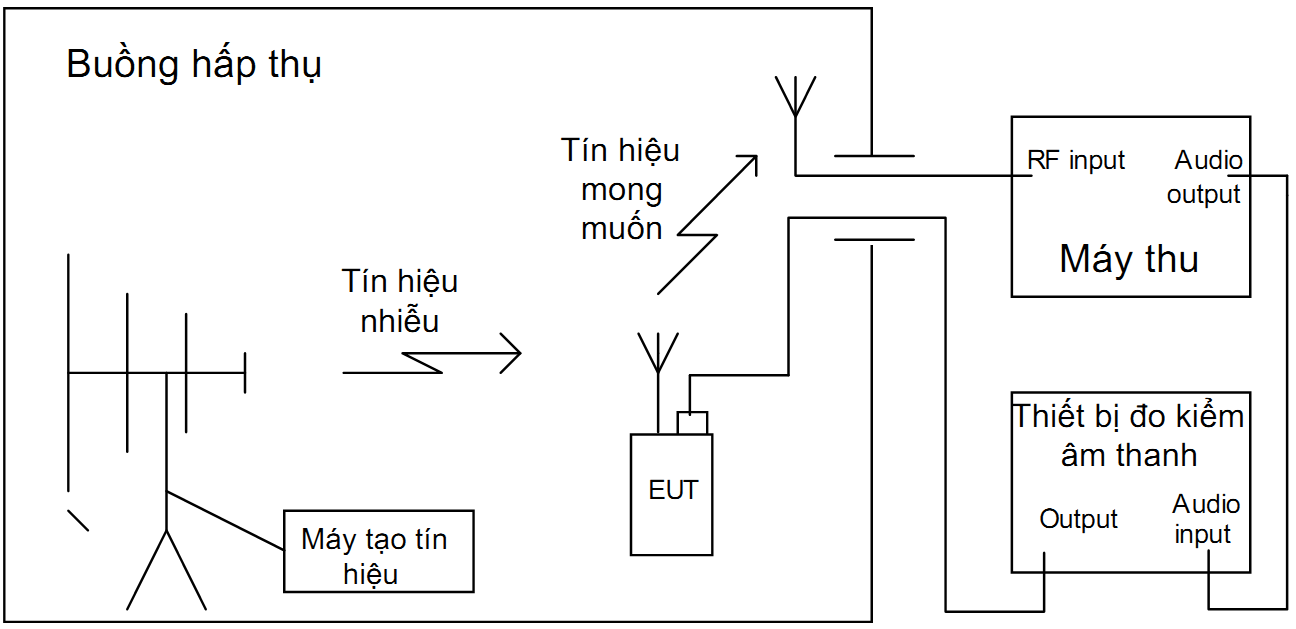 Buồng hấp thụ
Tín hiệu
mong
muốn
RF input
Audio
output
Máy thu
Tín hiệu
nhiễu
Thiết bị đo kiểm
âm thanh
EUT
Output
Audio
input
Máy tạo tín
hiệu